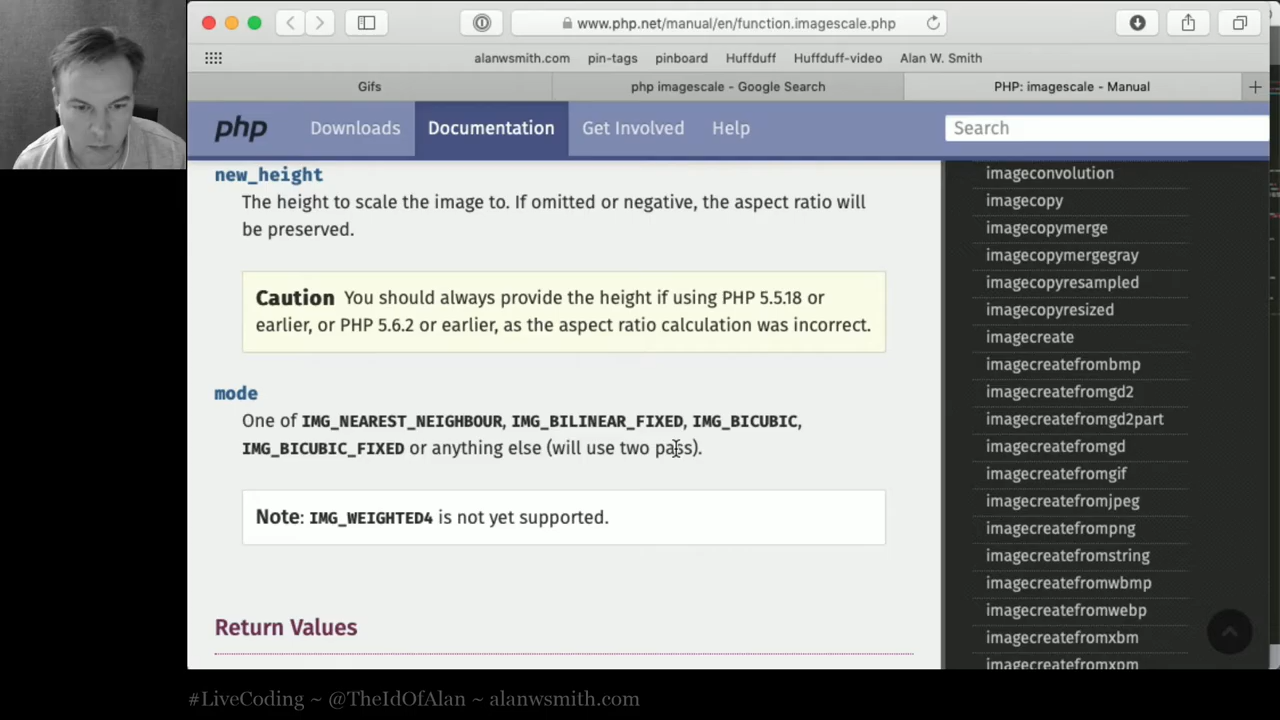 www.php.net/manual/en/function.imagescale.php
alanwsmith.com pin-tags pinboard Huffduff Huffduff-video Alan W. Smith
Gifs php imagescale - Google Search PHP: imagescale - Manual
php Downloads Documentation Get Involved Help Search
new_height
The height to scale the image to. If omitted or negative, the aspect ratio will
be preserved.
Caution You should always provide the height if using PHP 5.5.18 or
earlier, or PHP 5.6.2 or earlier, as the aspect ratio calculation was incorrect.
mode
One of IMG_NEAREST_NEIGHBOUR, IMG_BILINEAR_FIXED, IMG_BICUBIC,
IMG_BICUBIC_FIXED or anything else (will use two pass).
Note: IMG_WEIGHTED4 is not yet supported.
Return Values
imageconvolution
imagecopy
imagecopymerge
imagecopymergegray
imagecopyresampled
imagecopyresized
imagecreate
imagecreatefrombmp
imagecreatefromgd2
imagecreatefromgd2part
imagecreatefromgd
imagecreatefromgif
imagecreatefromjpeg
imagecreatefrompng
imagecreatefromstring
imagecreatefromwbmp
imagecreatefromwebp
imagecreatefromxbm
imagecreatefromxpm
#LiveCoding ~ @TheIdOfAlan ~ alanwsmith.com